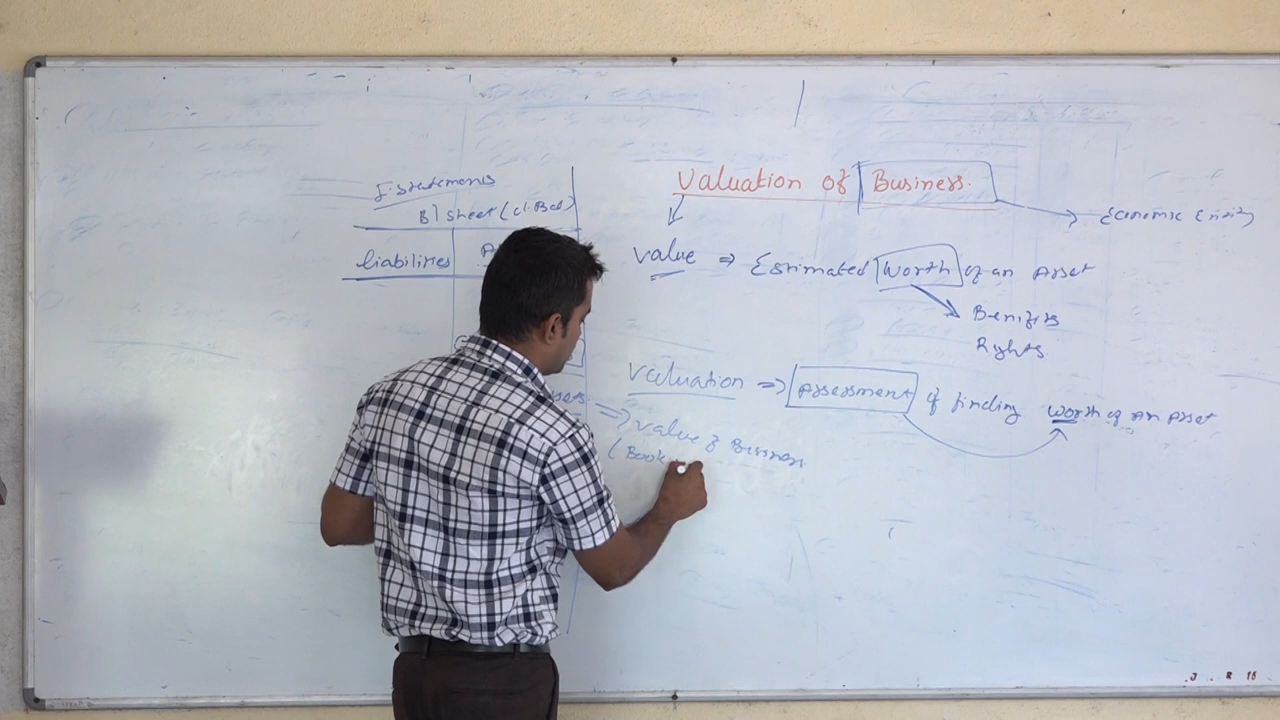 F. statements
B/ Sheet (cl. Bal)
liabilities
Valuation of Business.
Economic Entity
value ⇒ Estimated Worth of an Asset
Benifits
Rights
Valuation ⇒ Assessment of finding worth of An Asset
⇒ value of Business
(Book